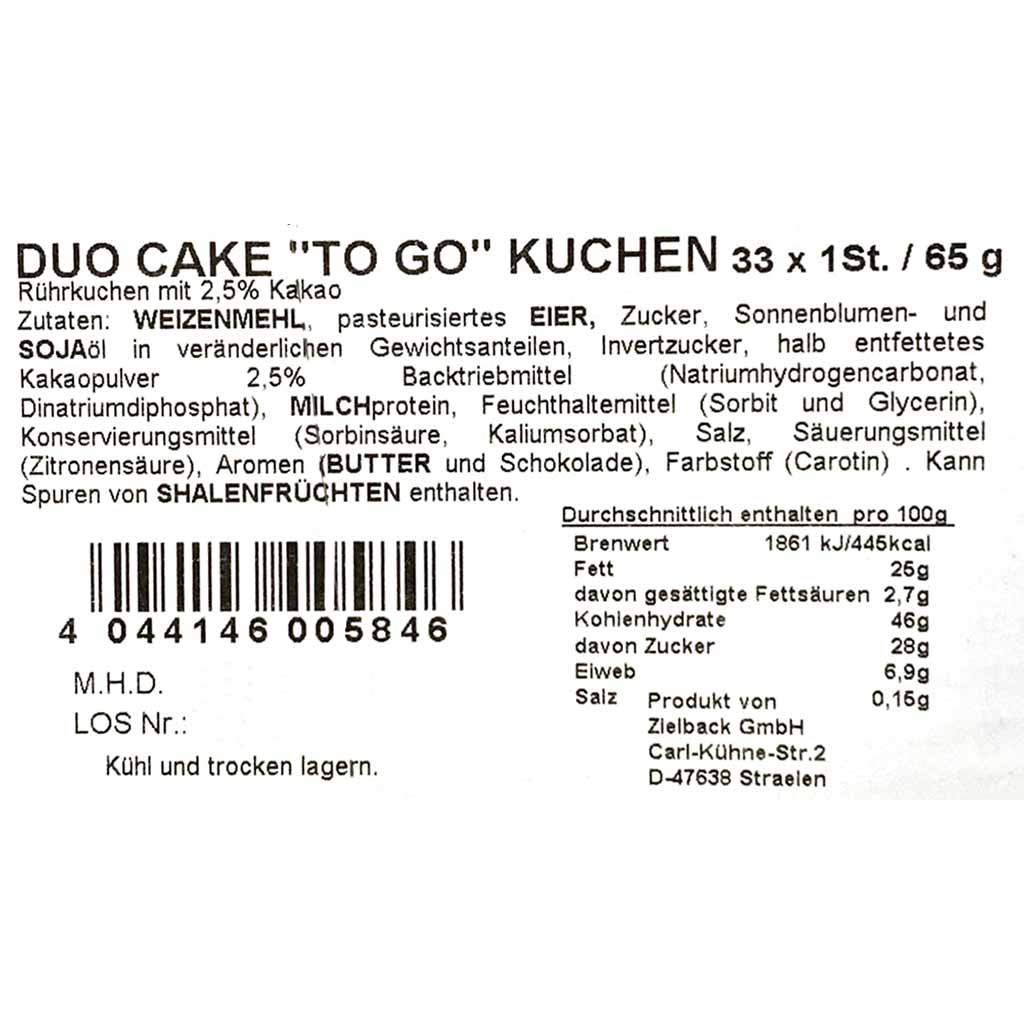 DUO CAKE "TO GO" KUCHEN 33 x 1St. / 65 g
Rührkuchen mit 2,5% Kakao
Zutaten: WEIZENMEHL, pasteurisiertes EIER, Zucker, Sonnenblumen- und
SOJAöl in veränderlichen Gewichtsanteilen, Invertzucker, halb entfettetes
Kakaopulver 2,5% Backtriebmittel (Natriumhydrogencarbonat,
Dinatriumdiphosphat), MILCHprotein, Feuchthaltemittel (Sorbit und Glycerin),
Konservierungsmittel (Sorbinsäure, Kaliumsorbat), Salz, Säuerungsmittel
(Zitronensäure), Aromen (BUTTER und Schokolade), Farbstoff (Carotin) . Kann
Spuren von SHALENFRÜCHTEN enthalten.
Durchschnittlich enthalten pro 100g
Brenwert 1861 kJ/445kcal
Fett 25g
davon gesättigte Fettsäuren 2,7g
Kohlenhydrate 46g
davon Zucker 28g
Eiweb 6,9g
Salz 0,15g
Produkt von
Zielback GmbH
Carl-Kühne-Str.2
D-47638 Straelen
4 044146 005846
M.H.D.
LOS Nr.:
Kühl und trocken lagern.